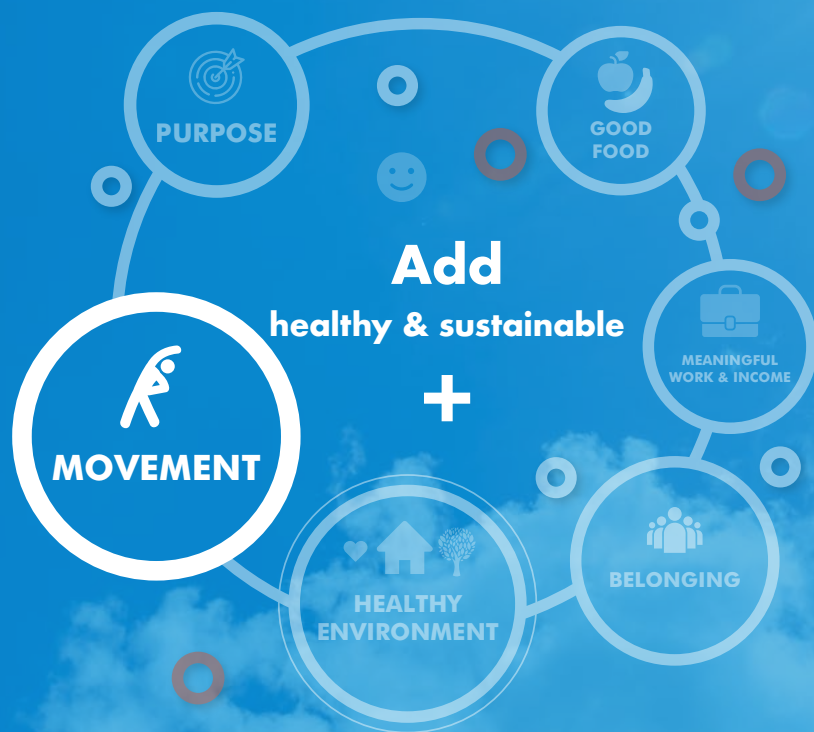 PURPOSE
GOOD
FOOD
Add
healthy & sustainable
+
MEANINGFUL
WORK & INCOME
MOVEMENT
BELONGING
HEALTHY
ENVIRONMENT